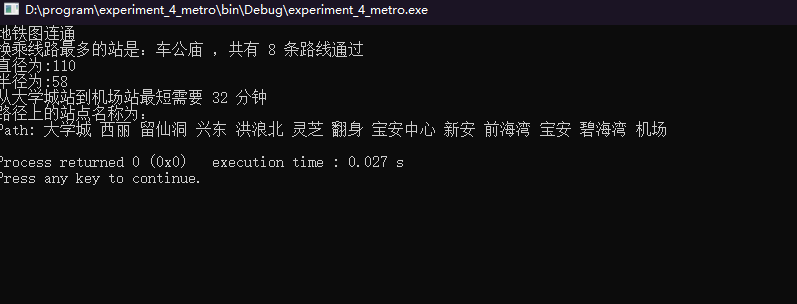 D:\program\experiment_4_metro\bin\Debug\experiment_4_metro.exe
地铁图连通
换乘线路最多的站是：车公庙 ，共有 8 条路线通过
直径为:110
半径为:58
从大学城站到机场站最短需要 32 分钟
路径上的站点名称为：
Path: 大学城 西丽 留仙洞 兴东 洪浪北 灵芝 翻身 宝安中心 新安 前海湾 宝安 碧海湾 机场
Process returned 0 (0x0)   execution time : 0.027 s
Press any key to continue.